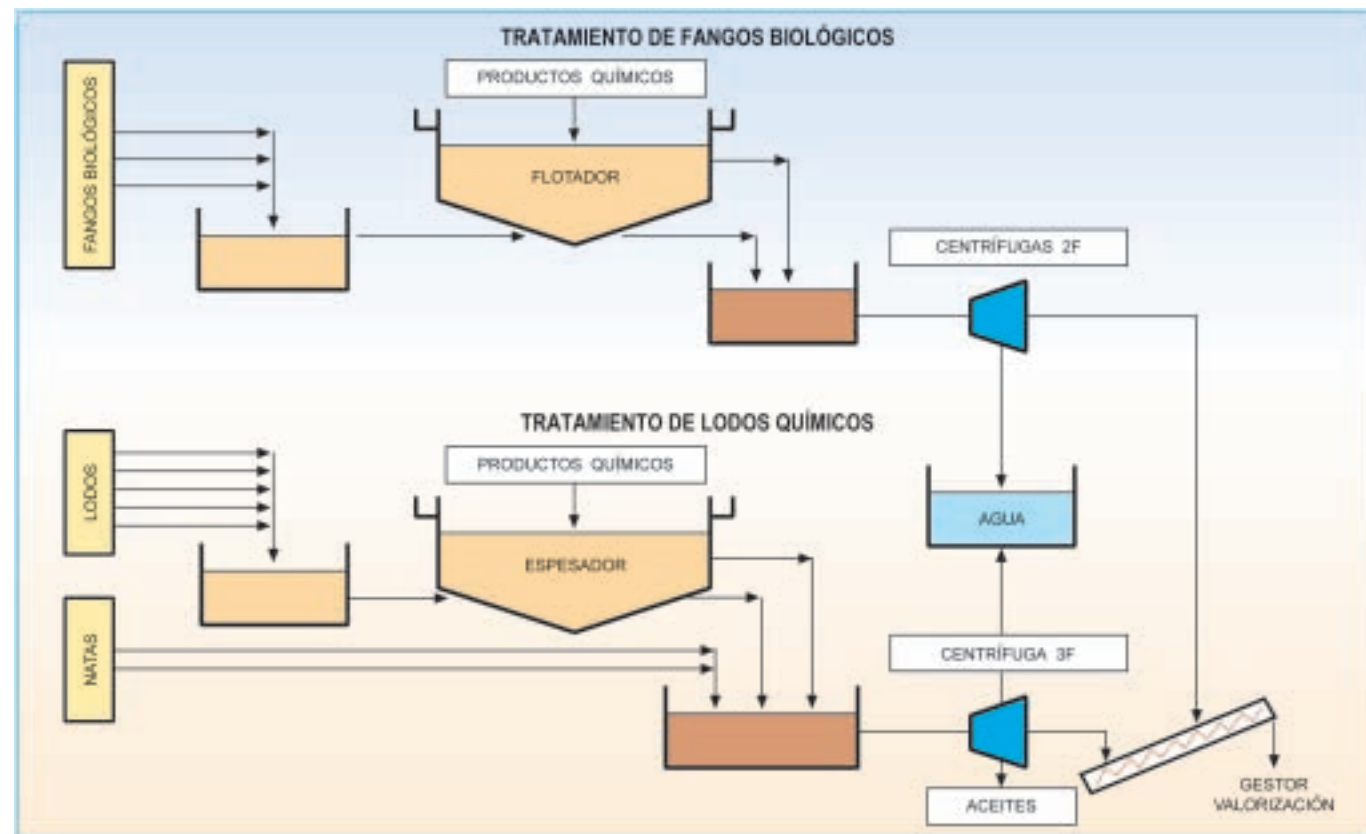 TRATAMIENTO DE FANGOS BIOLÓGICOS
FANGOS BIOLÓGICOS
PRODUCTOS QUÍMICOS
FLOTADOR
CENTRÍFUGAS 2F
TRATAMIENTO DE LODOS QUÍMICOS
LODOS
PRODUCTOS QUÍMICOS
ESPESADOR
AGUA
NATAS
CENTRÍFUGA 3F
ACEITES
GESTOR
VALORIZACIÓN